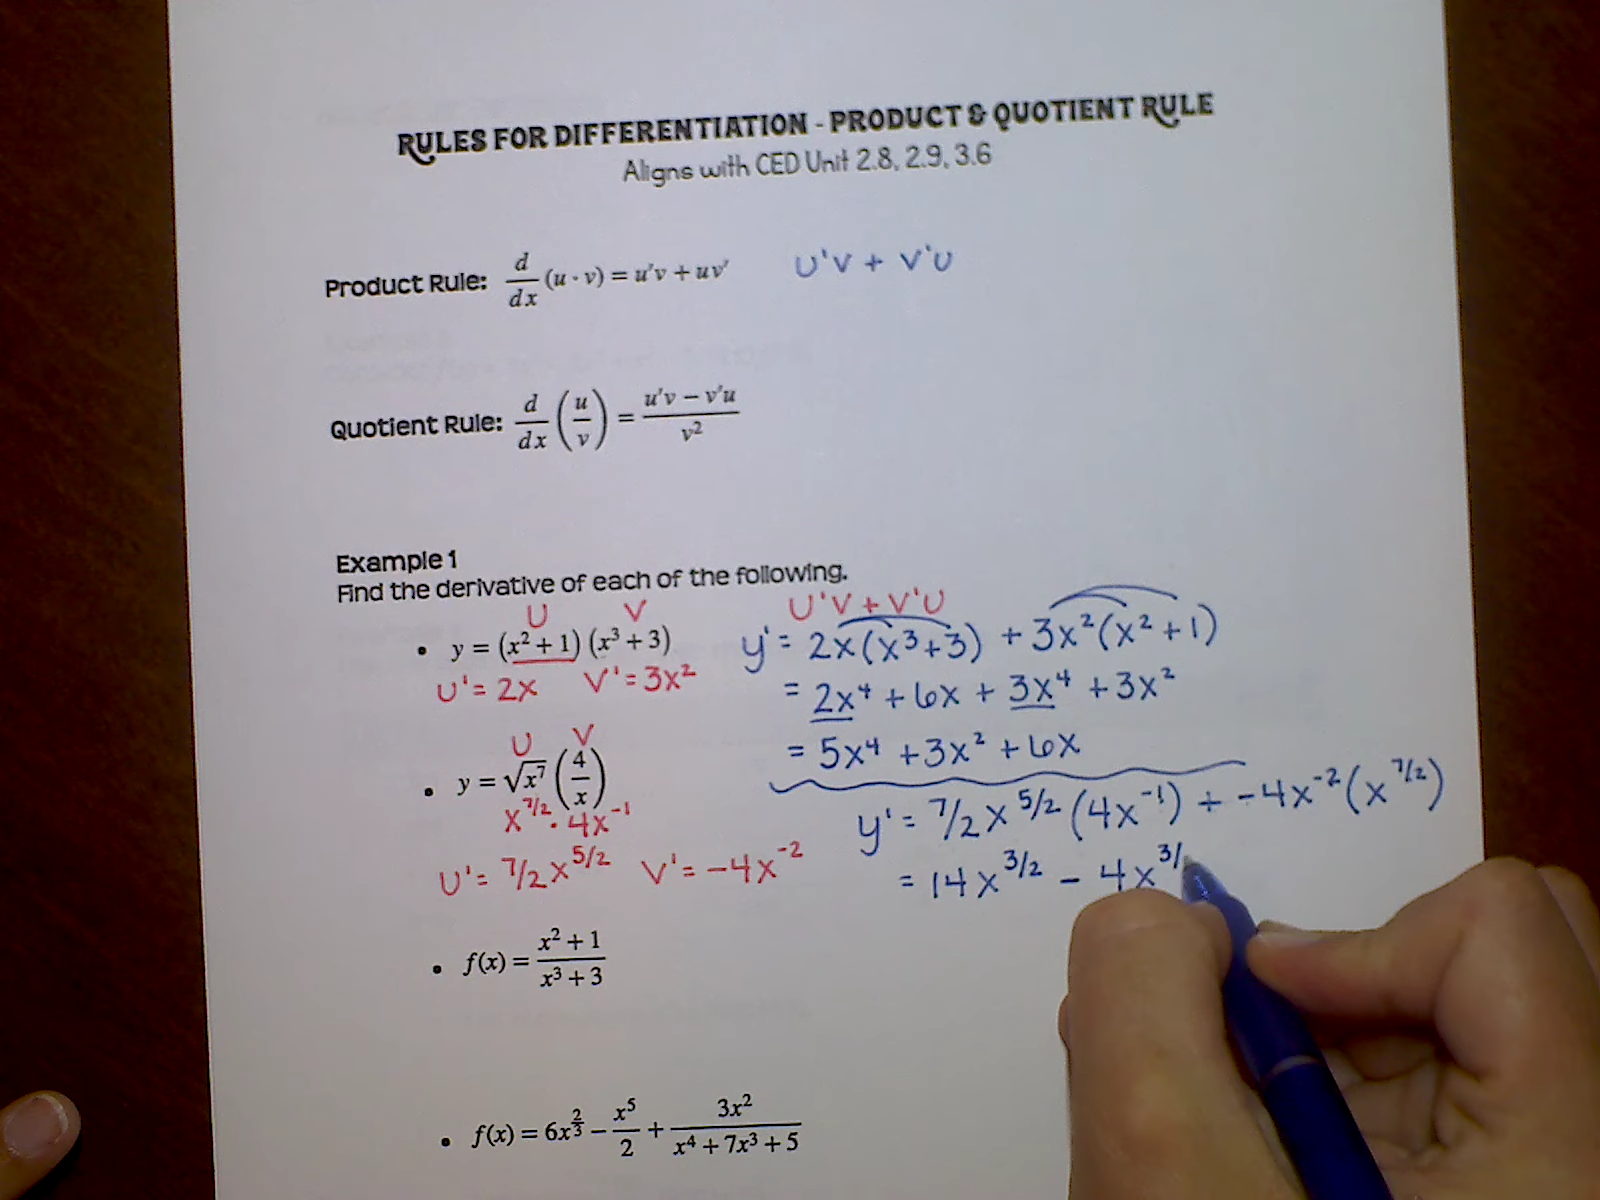 RULES FOR DIFFERENTIATION - PRODUCT & QUOTIENT RULE
Aligns with CED Unit 2.8, 2.9, 3.6
Product Rule: d/dx (u · v) = u'v + uv' U'V + V'U
Quotient Rule: d/dx (u/v) = (u'v − v'u)/v²
Example 1
Find the derivative of each of the following.
U V U'V + V'U
• y = (x² + 1) (x³ + 3) y' = 2x(x³+3) + 3x²(x²+1)
U' = 2x V' = 3x² = 2x⁴ + 6x + 3x⁴ + 3x²
U V = 5x⁴ + 3x² + 6x
• y = √x⁷ (4/x) y' = 7/2 x^5/2 (4x^-1) + -4x^-2 (x^7/2)
x^7/2 · 4x^-1
U' = 7/2 x^5/2 V' = -4x^-2 = 14x^3/2 - 4x^3/
• f(x) = (x² + 1)/(x³ + 3)
• f(x) = 6x^2/3 − x⁵/2 + 3x²/(x⁴ + 7x³ + 5)